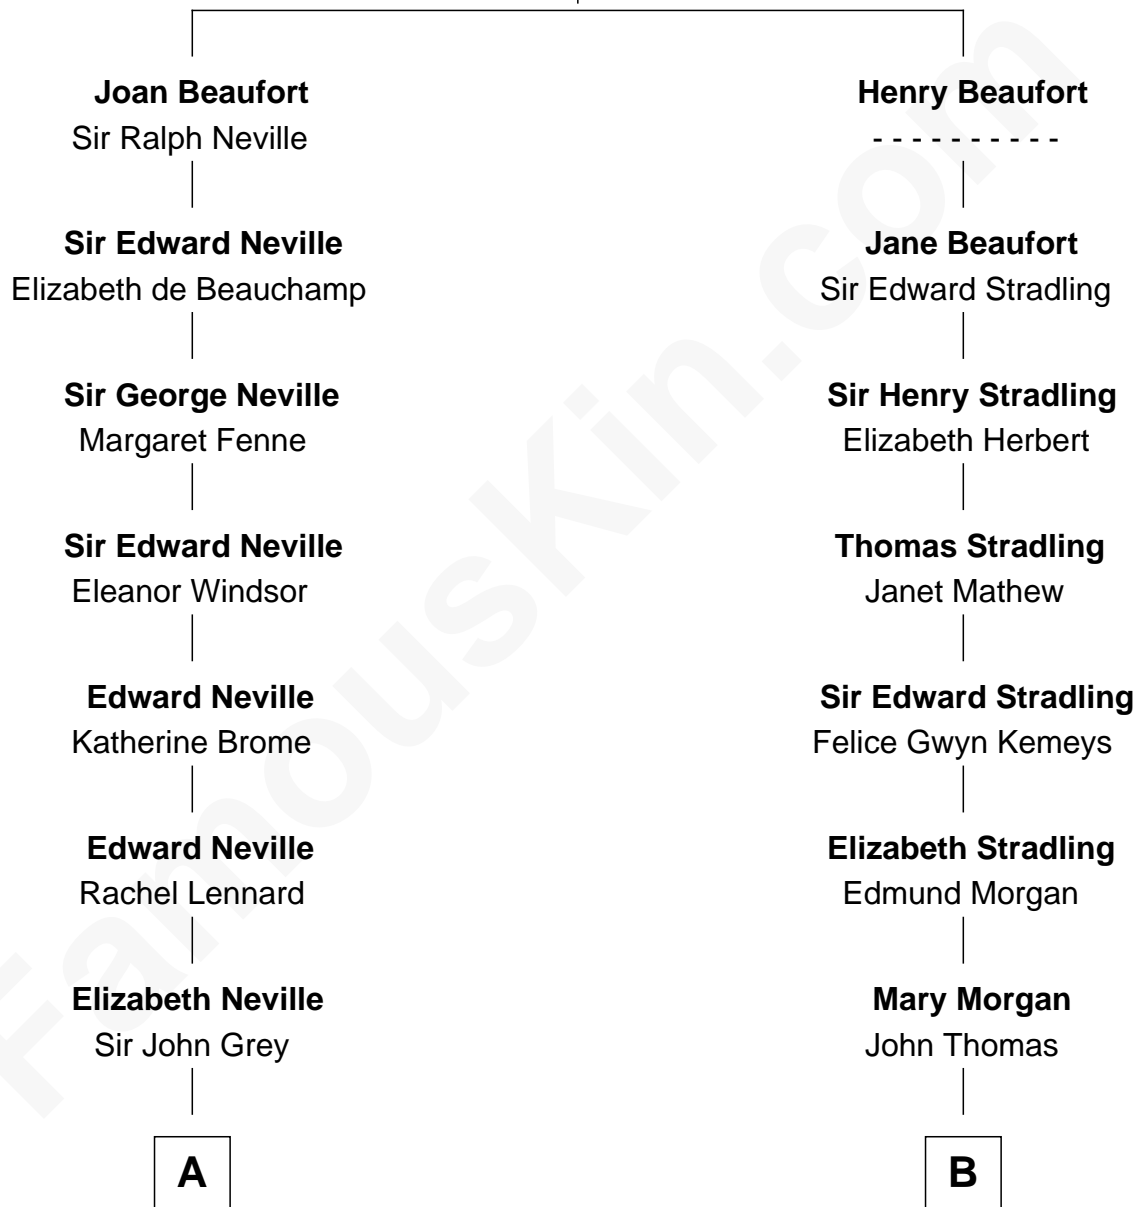 Joan Beaufort
Sir Ralph Neville
Henry Beaufort
- - - - - - - - - -
Sir Edward Neville
Elizabeth de Beauchamp
Jane Beaufort
Sir Edward Stradling
Sir George Neville
Margaret Fenne
Sir Henry Stradling
Elizabeth Herbert
Sir Edward Neville
Eleanor Windsor
Thomas Stradling
Janet Mathew
Edward Neville
Katherine Brome
Sir Edward Stradling
Felice Gwyn Kemeys
Edward Neville
Rachel Lennard
Elizabeth Stradling
Edmund Morgan
Elizabeth Neville
Sir John Grey
Mary Morgan
John Thomas
A
B
FamousKin.com